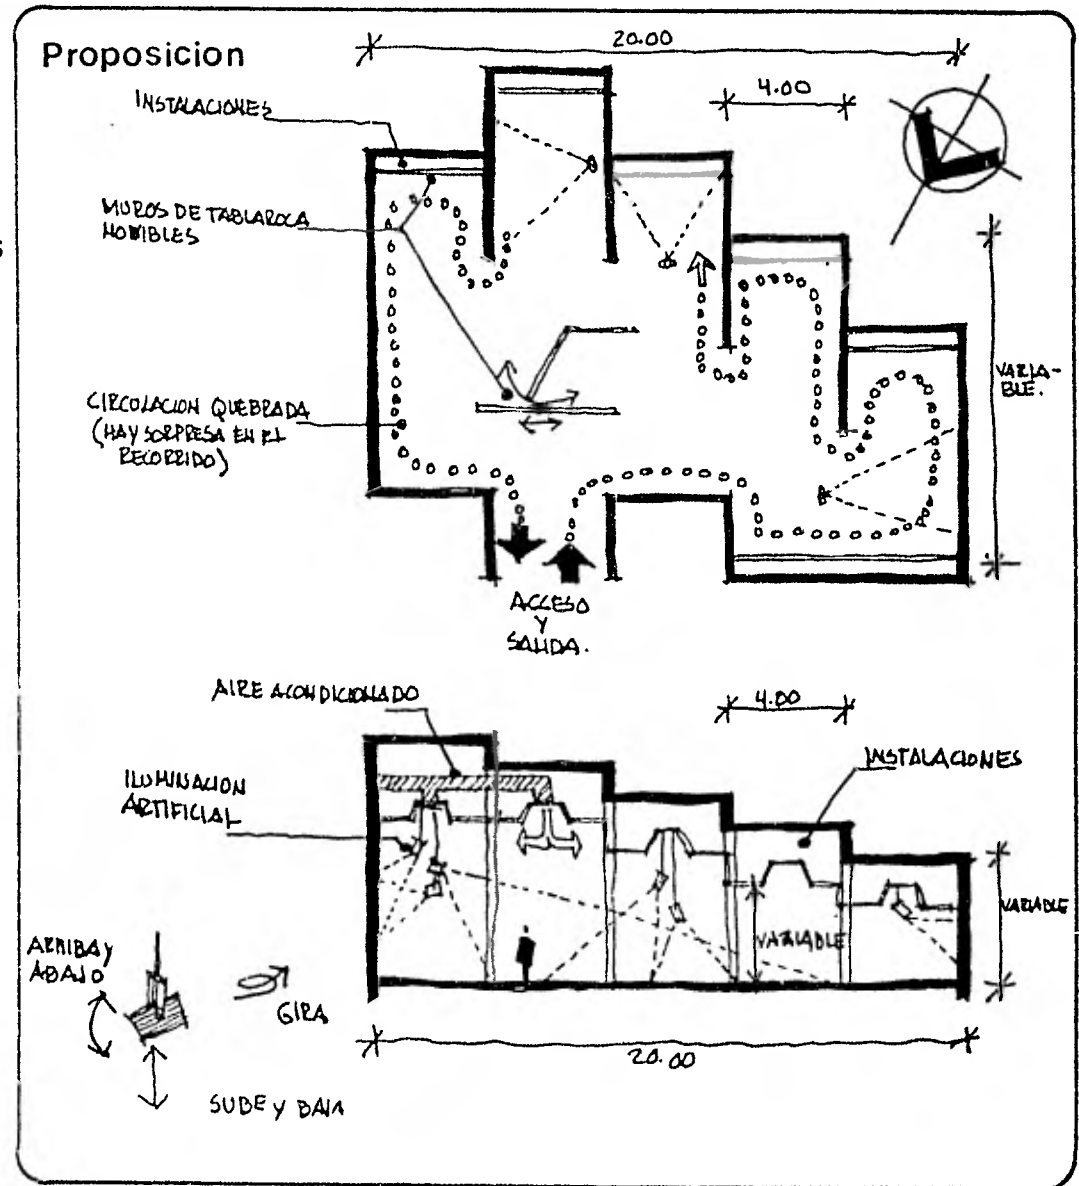 Proposicion
20.00
4.00
INSTALACIONES
MUROS DE TABLAROCA
MOVIBLES
S
VARIA-
BLE.
CIRCULACION QUEBRADA
(HAY SORPRESA EN EL
RECORRIDO)
ACCESO
Y
SALIDA.
AIRE ACONDICIONADO
4.00
INSTALACIONES
ILUMINACION
ARTIFICIAL
VARIABLE
VARIABLE
ARRIBA Y
ABAJO
GIRA
20.00
SUBE Y BAJA